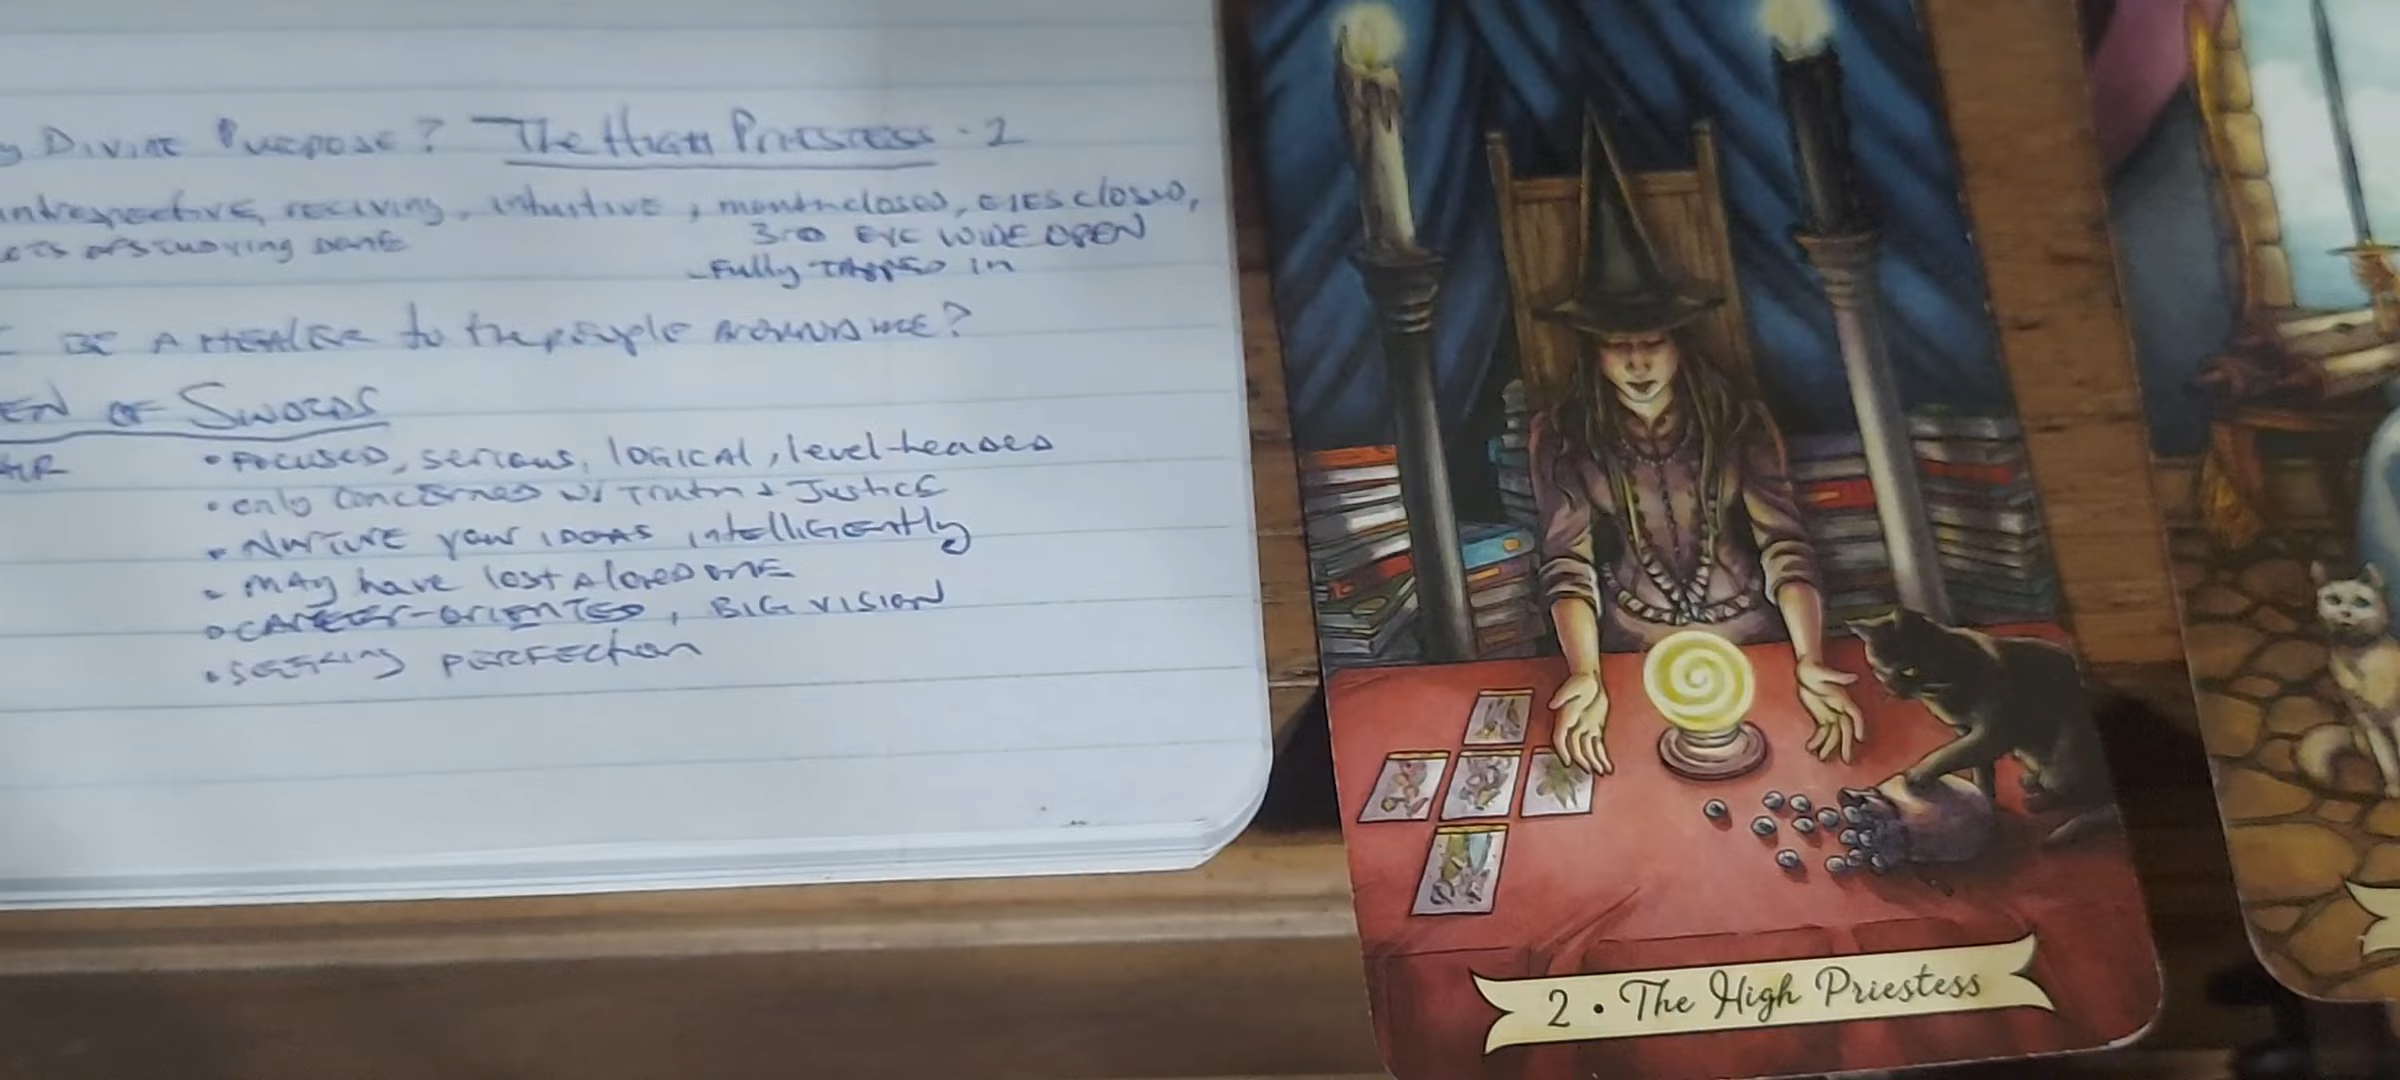 Divine Purpose? The High Priestess - 2
introspective, reciving, intuitive, mouth closed, EYES closed,
lots of studying done
3rd EYE WIDE OPEN
- Fully TAPPED in
BE A HEALER to the people AROUND ME?
OF SWORDS
• FOCUSED, serious, LOGICAL, level-headed
• only concerned w/ Truth + Justice
• NURTURE your IDEAS intelligently
• MAY have lost A loved ONE
• CAREER-ORIENTED, BIG VISION
• SEEKING PERFECTION
2 • The High Priestess